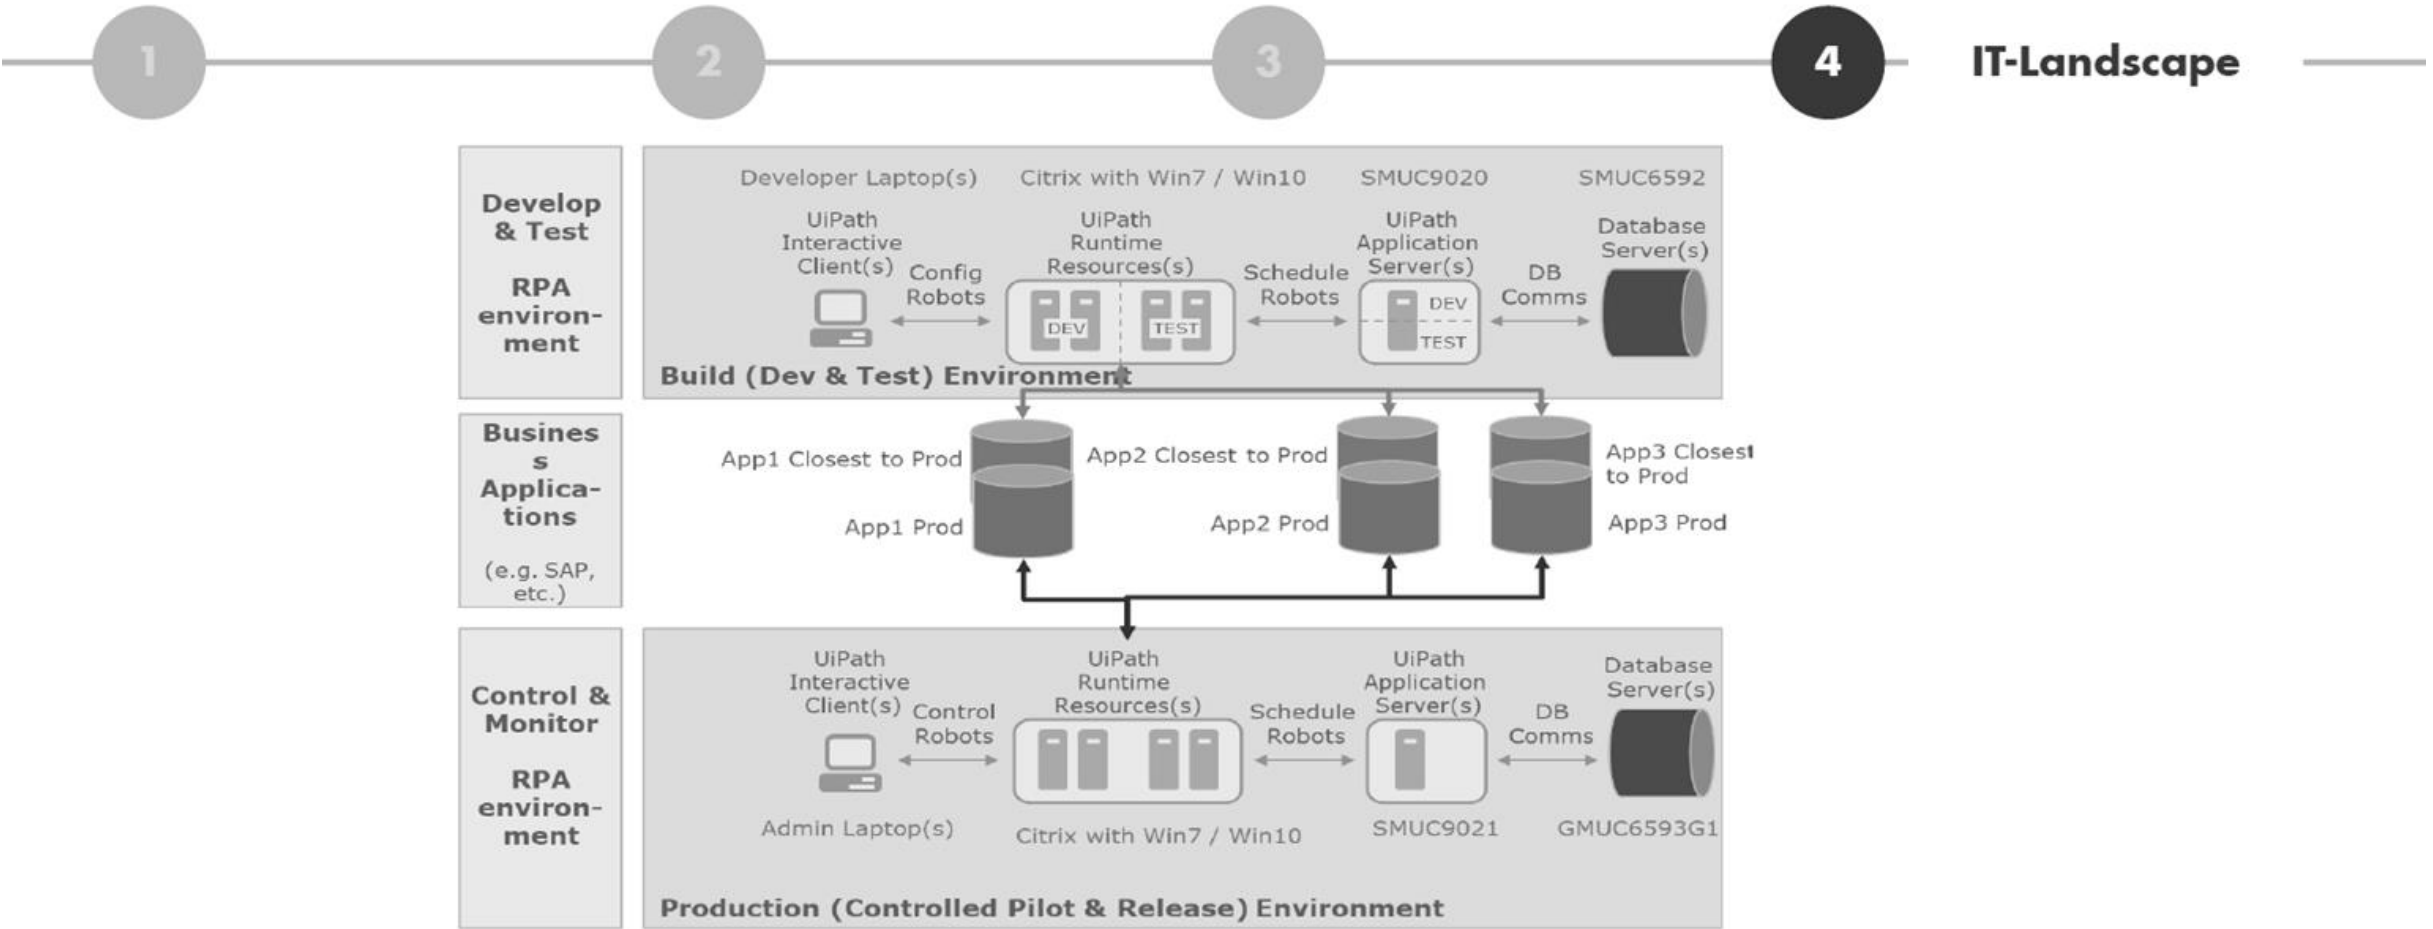 1
2
3
4
IT-Landscape
Develop
& Test
RPA
environ-
ment
Developer Laptop(s)
Citrix with Win7 / Win10
SMUC9020
SMUC6592
UiPath
Interactive
Client(s)
Config
Robots
UiPath
Runtime
Resources(s)
DEV
TEST
Schedule
Robots
UiPath
Application
Server(s)
DEV
TEST
DB
Comms
Database
Server(s)
Build (Dev & Test) Environment
Busines
s
Applica-
tions
(e.g. SAP,
etc.)
App1 Closest to Prod
App1 Prod
App2 Closest to Prod
App2 Prod
App3 Closest
to Prod
App3 Prod
Control &
Monitor
RPA
environ-
ment
UiPath
Interactive
Client(s)
Control
Robots
UiPath
Runtime
Resources(s)
Schedule
Robots
UiPath
Application
Server(s)
DB
Comms
Database
Server(s)
Admin Laptop(s)
Citrix with Win7 / Win10
SMUC9021
GMUC6593G1
Production (Controlled Pilot & Release) Environment